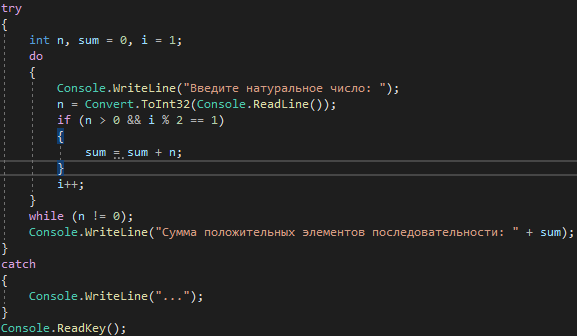 try
{
int n, sum = 0, i = 1;
do
{
Console.WriteLine("Введите натуральное число: ");
n = Convert.ToInt32(Console.ReadLine());
if (n > 0 && i % 2 == 1)
{
sum = sum + n;
}
i++;
}
while (n != 0);
Console.WriteLine("Сумма положительных элементов последовательности: " + sum);
}
catch
{
Console.WriteLine("...");
}
Console.ReadKey();